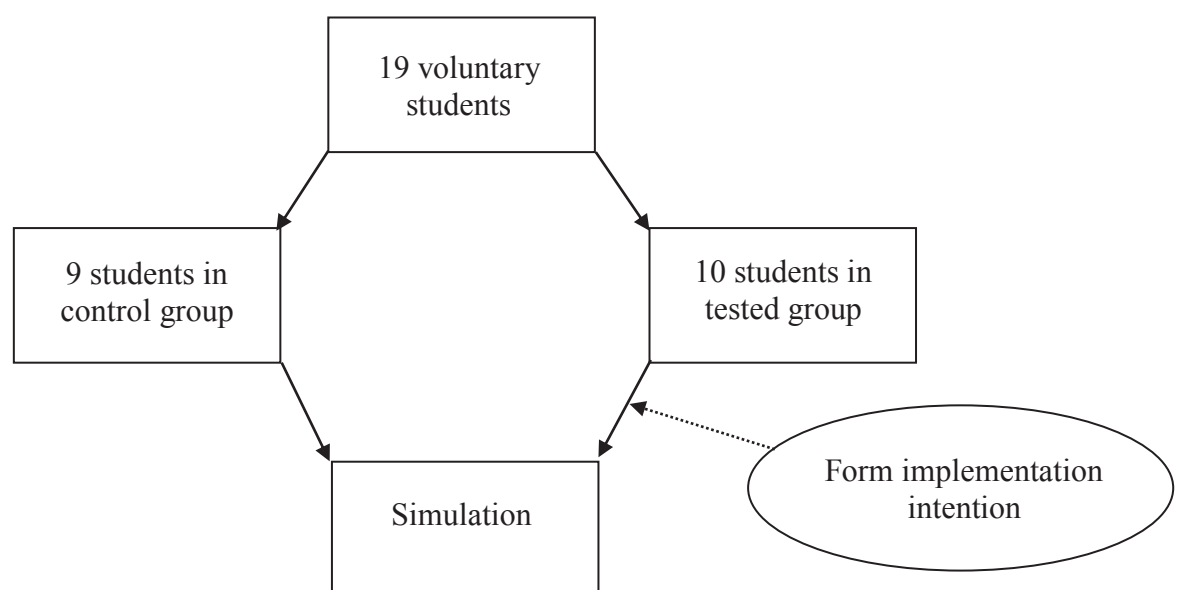 19 voluntary
students
9 students in
control group
10 students in
tested group
Form implementation
intention
Simulation